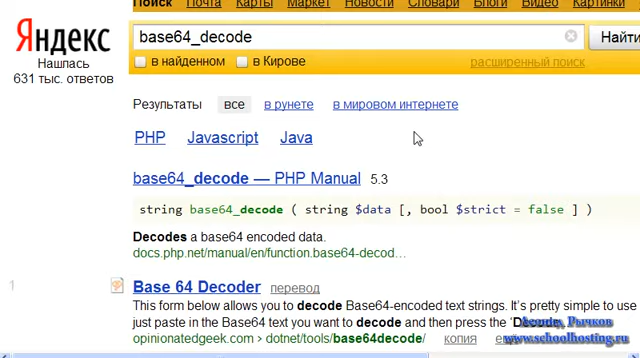 Поиск Почта Карты Маркет Новости Словари Блоги Видео Картинки
Яндекс
base64_decode
Найти
в найденном
в Кирове
расширенный поиск
Нашлась
631 тыс. ответов
Результаты все в рунете в мировом интернете
PHP Javascript Java
base64_decode — PHP Manual 5.3
string base64_decode ( string $data [, bool $strict = false ] )
Decodes a base64 encoded data.
docs.php.net/manual/en/function.base64-decod...
1
Base 64 Decoder перевод
This form below allows you to decode Base64-encoded text strings. It's pretty simple to use
just paste in the Base64 text you want to decode and then press the 'Decode
opinionatedgeek.com › dotnet/tools/base64decode/ копия
Рычков
www.schoolhosting.ru